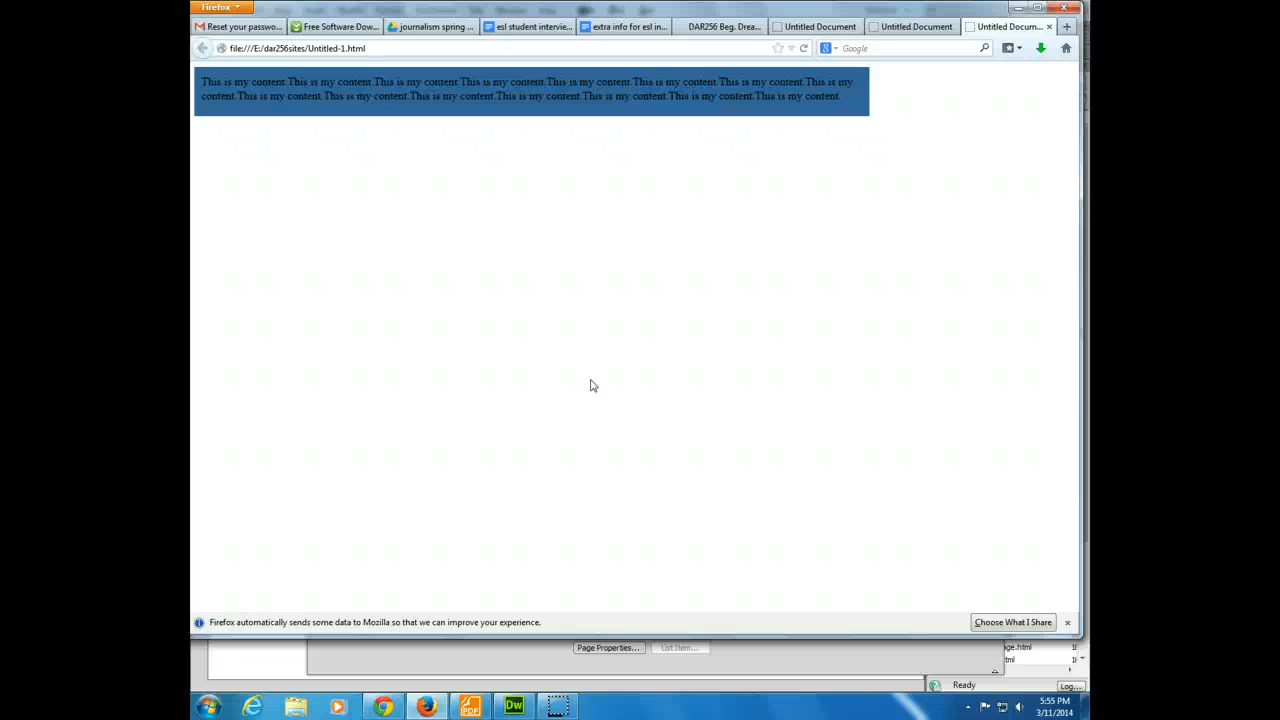 Firefox
Reset your passwo... Free Software Dow... journalism spring ... esl student intervie... extra info for esl in... DAR256 Beg. Drea... Untitled Document Untitled Document Untitled Docum...
file:///E:/dar256sites/Untitled-1.html Google
This is my content.This is my content.This is my content.This is my content.This is my content.This is my content.This is my content.This is my
content.This is my content.This is my content.This is my content.This is my content.This is my content.This is my content.This is my content.
Firefox automatically sends some data to Mozilla so that we can improve your experience. Choose What I Share
Page Properties... List Item... ge.html
tml
Ready Log...
Dw
5:55 PM
3/11/2014